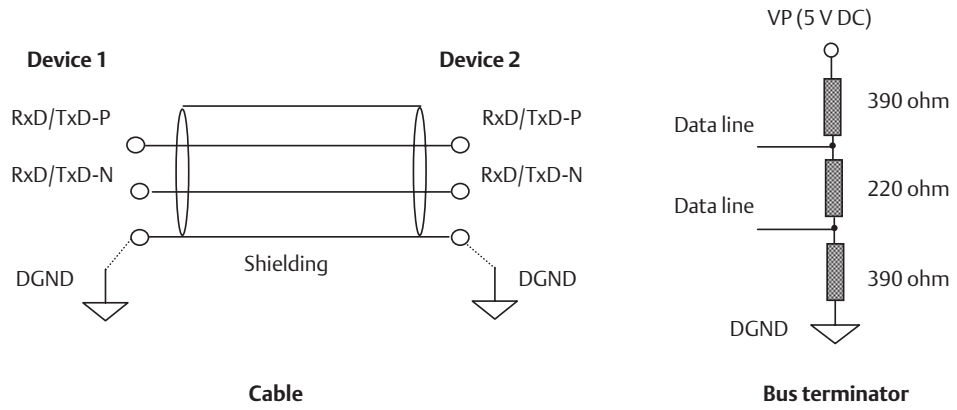 Device 1
Device 2
RxD/TxD-P
RxD/TxD-P
RxD/TxD-N
RxD/TxD-N
Shielding
DGND
DGND
Cable
VP (5 V DC)
390 ohm
Data line
220 ohm
Data line
390 ohm
DGND
Bus terminator